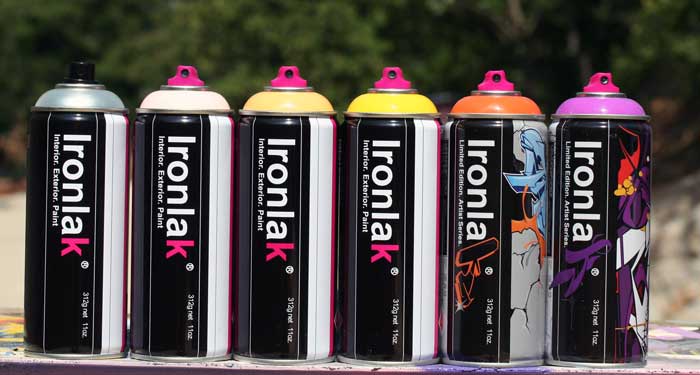 Ironlak®
Interior. Exterior. Paint
312g net 11oz.
Ironlak®
Interior. Exterior. Paint
312g net 11oz.
Ironlak®
Interior. Exterior. Paint
312g net 11oz.
Ironlak®
Interior. Exterior. Paint
312g net 11oz.
Ironlak®
Limited Edition. Artist Series.
312g net 11oz.
Ironlak®
Limited Edition. Artist Series.
312g net 11oz.